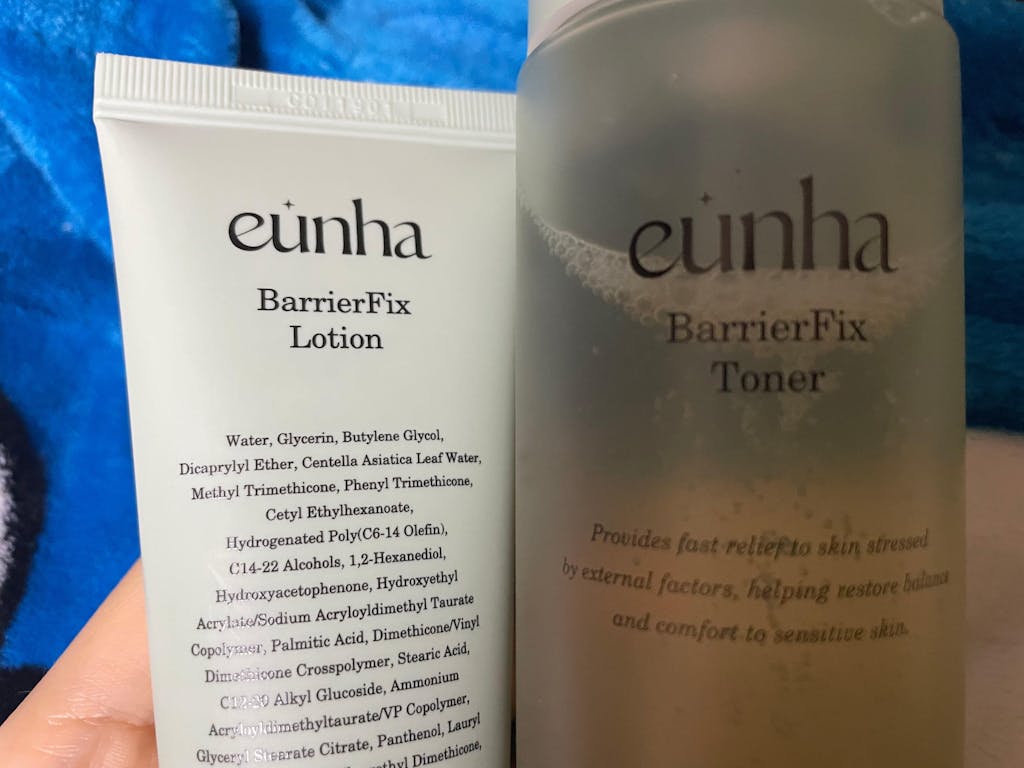 eunha
BarrierFix
Lotion
Water, Glycerin, Butylene Glycol,
Dicaprylyl Ether, Centella Asiatica Leaf Water,
Methyl Trimethicone, Phenyl Trimethicone,
Cetyl Ethylhexanoate,
Hydrogenated Poly(C6-14 Olefin),
C14-22 Alcohols, 1,2-Hexanediol,
Hydroxyacetophenone, Hydroxyethyl
Acrylate/Sodium Acryloyldimethyl Taurate
Copolymer, Palmitic Acid, Dimethicone/Vinyl
Dimethicone Crosspolymer, Stearic Acid,
C12-20 Alkyl Glucoside, Ammonium
Acryloyldimethyltaurate/VP Copolymer,
Glyceryl Stearate Citrate, Panthenol, Lauryl
Dimethicone,
eunha
BarrierFix
Toner
Provides fast relief to skin stressed
by external factors, helping restore balance
and comfort to sensitive skin.